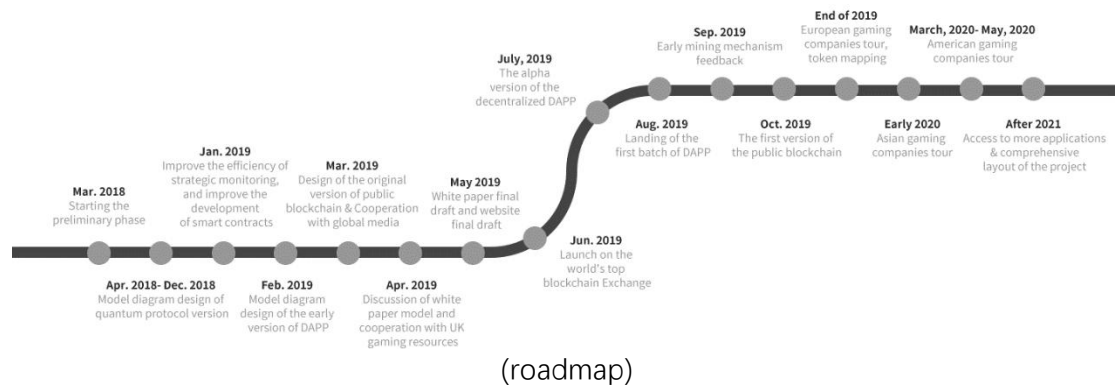 Mar. 2018
Starting the
preliminary phase
Apr. 2018- Dec. 2018
Model diagram design of
quantum protocol version
Jan. 2019
Improve the efficiency of
strategic monitoring,
and improve the
development
of smart contracts
Feb. 2019
Model diagram
design of the early
version of DAPP
Mar. 2019
Design of the original
version of public
blockchain & Cooperation
with global media
Apr. 2019
Discussion of white
paper model and
cooperation with UK
gaming resources
May 2019
White paper final
draft and website
final draft
Jun. 2019
Launch on the
world's top
blockchain Exchange
July, 2019
The alpha
version of the
decentralized DAPP
Aug. 2019
Landing of the
first batch of DAPP
Sep. 2019
Early mining mechanism
feedback
Oct. 2019
The first version of
the public blockchain
End of 2019
European gaming
companies tour,
token mapping
Early 2020
Asian gaming
companies tour
March, 2020- May, 2020
American gaming
companies tour
After 2021
Access to more applications
& comprehensive
layout of the project
(roadmap)